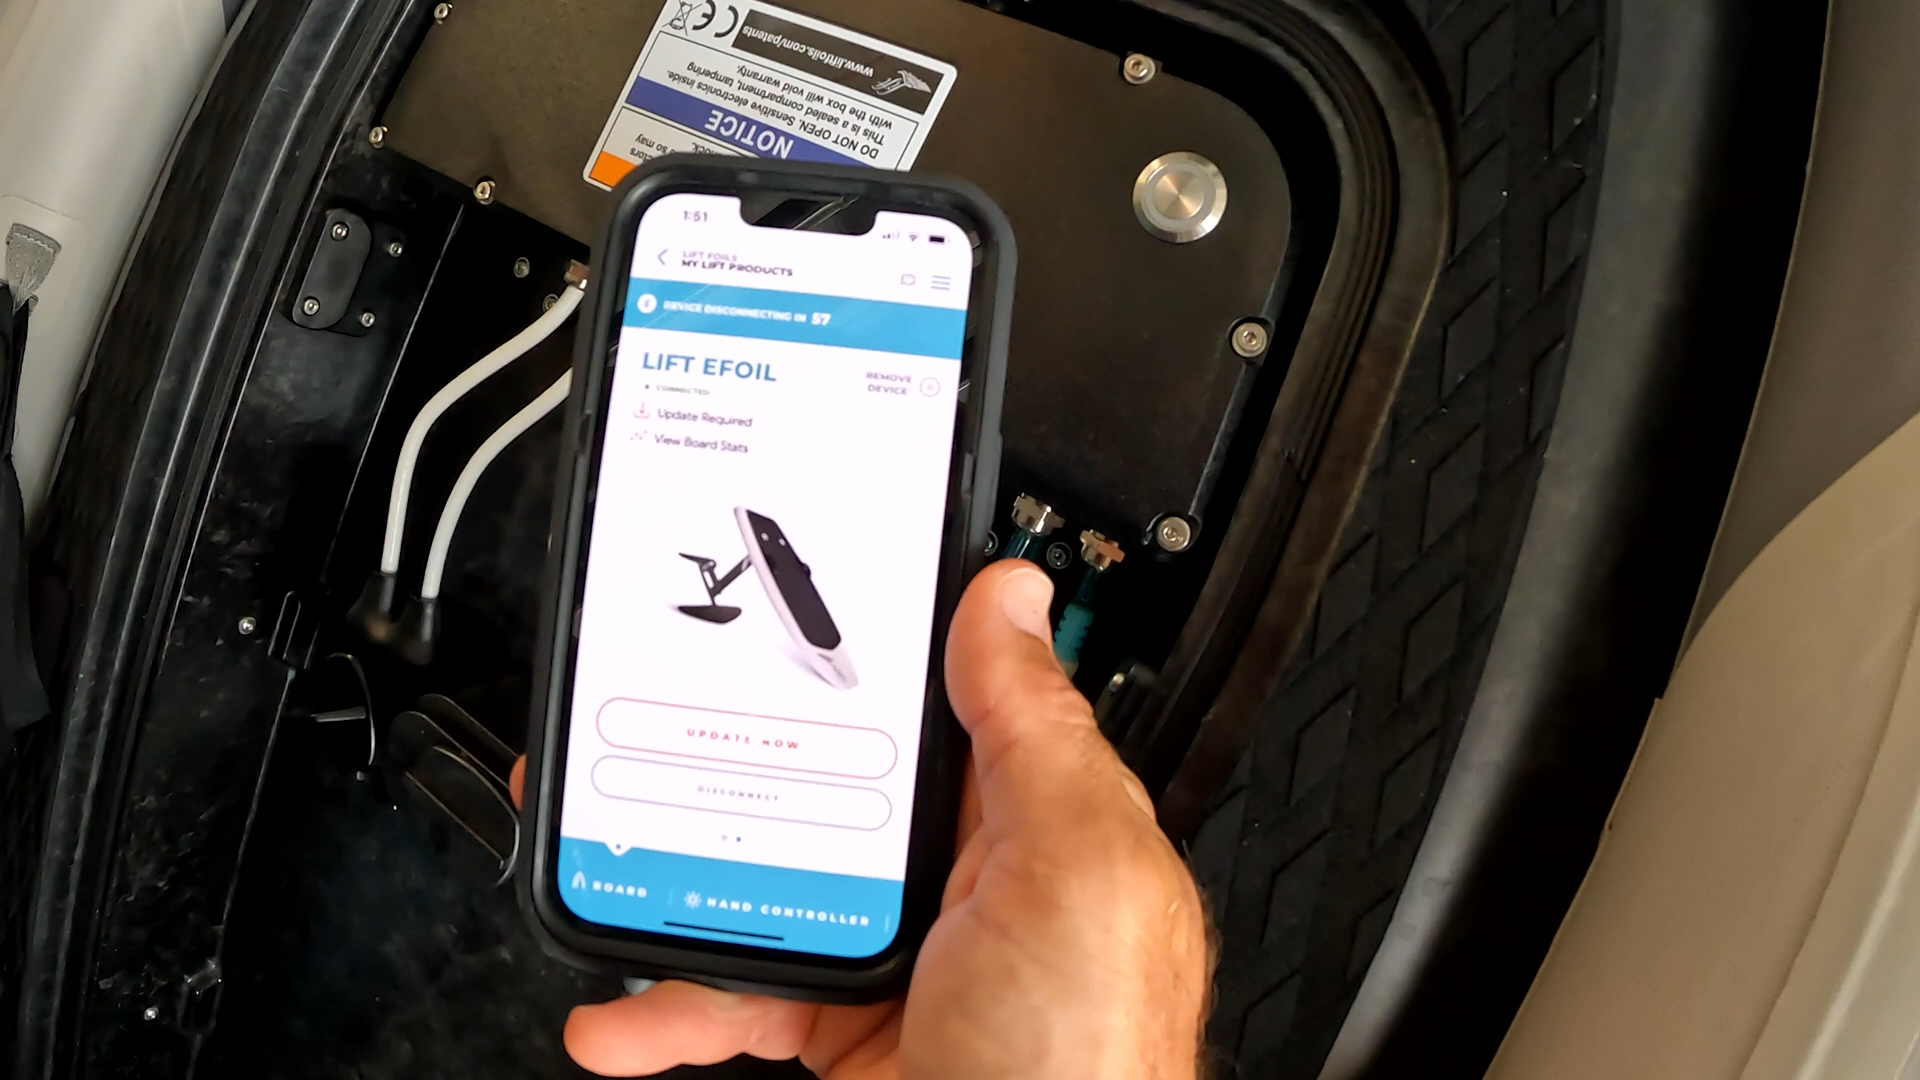 www.liftfoils.com/patents
NOTICE
DO NOT OPEN. Sensitive electronics inside.
This is a sealed compartment, tampering
with the box will void warranty.
so may
1:51
LIFT FOILS
MY LIFT PRODUCTS
DEVICE DISCONNECTING IN 57
LIFT EFOIL
CONNECTED
REMOVE
DEVICE
Update Required
View Board Stats
UPDATE NOW
DISCONNECT
BOARD
HAND CONTROLLER